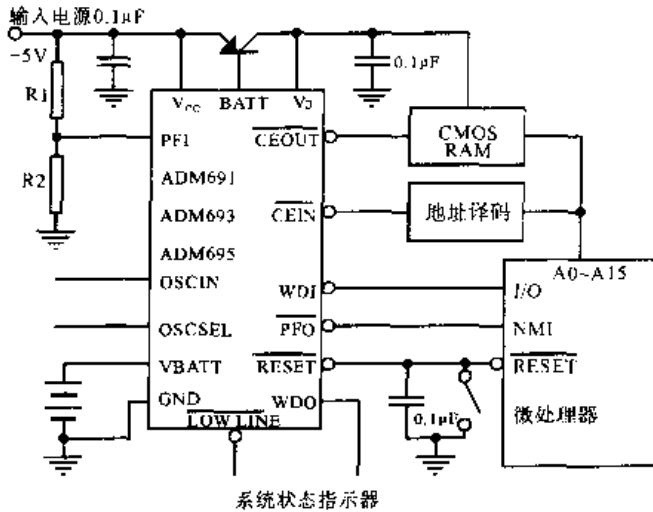 输入电源0.1μF
-5V
R1
0.1μF
VCC BATT VO
PFI
CEOUT
CMOS
RAM
R2
ADM691
ADM693
CEIN
地址译码
ADM695
OSCIN
A0~A15
WDI
I/O
OSCSEL
PFO
NMI
VBATT
RESET
RESET
GND
WDO
0.1μF
微处理器
LOW LINE
系统状态指示器